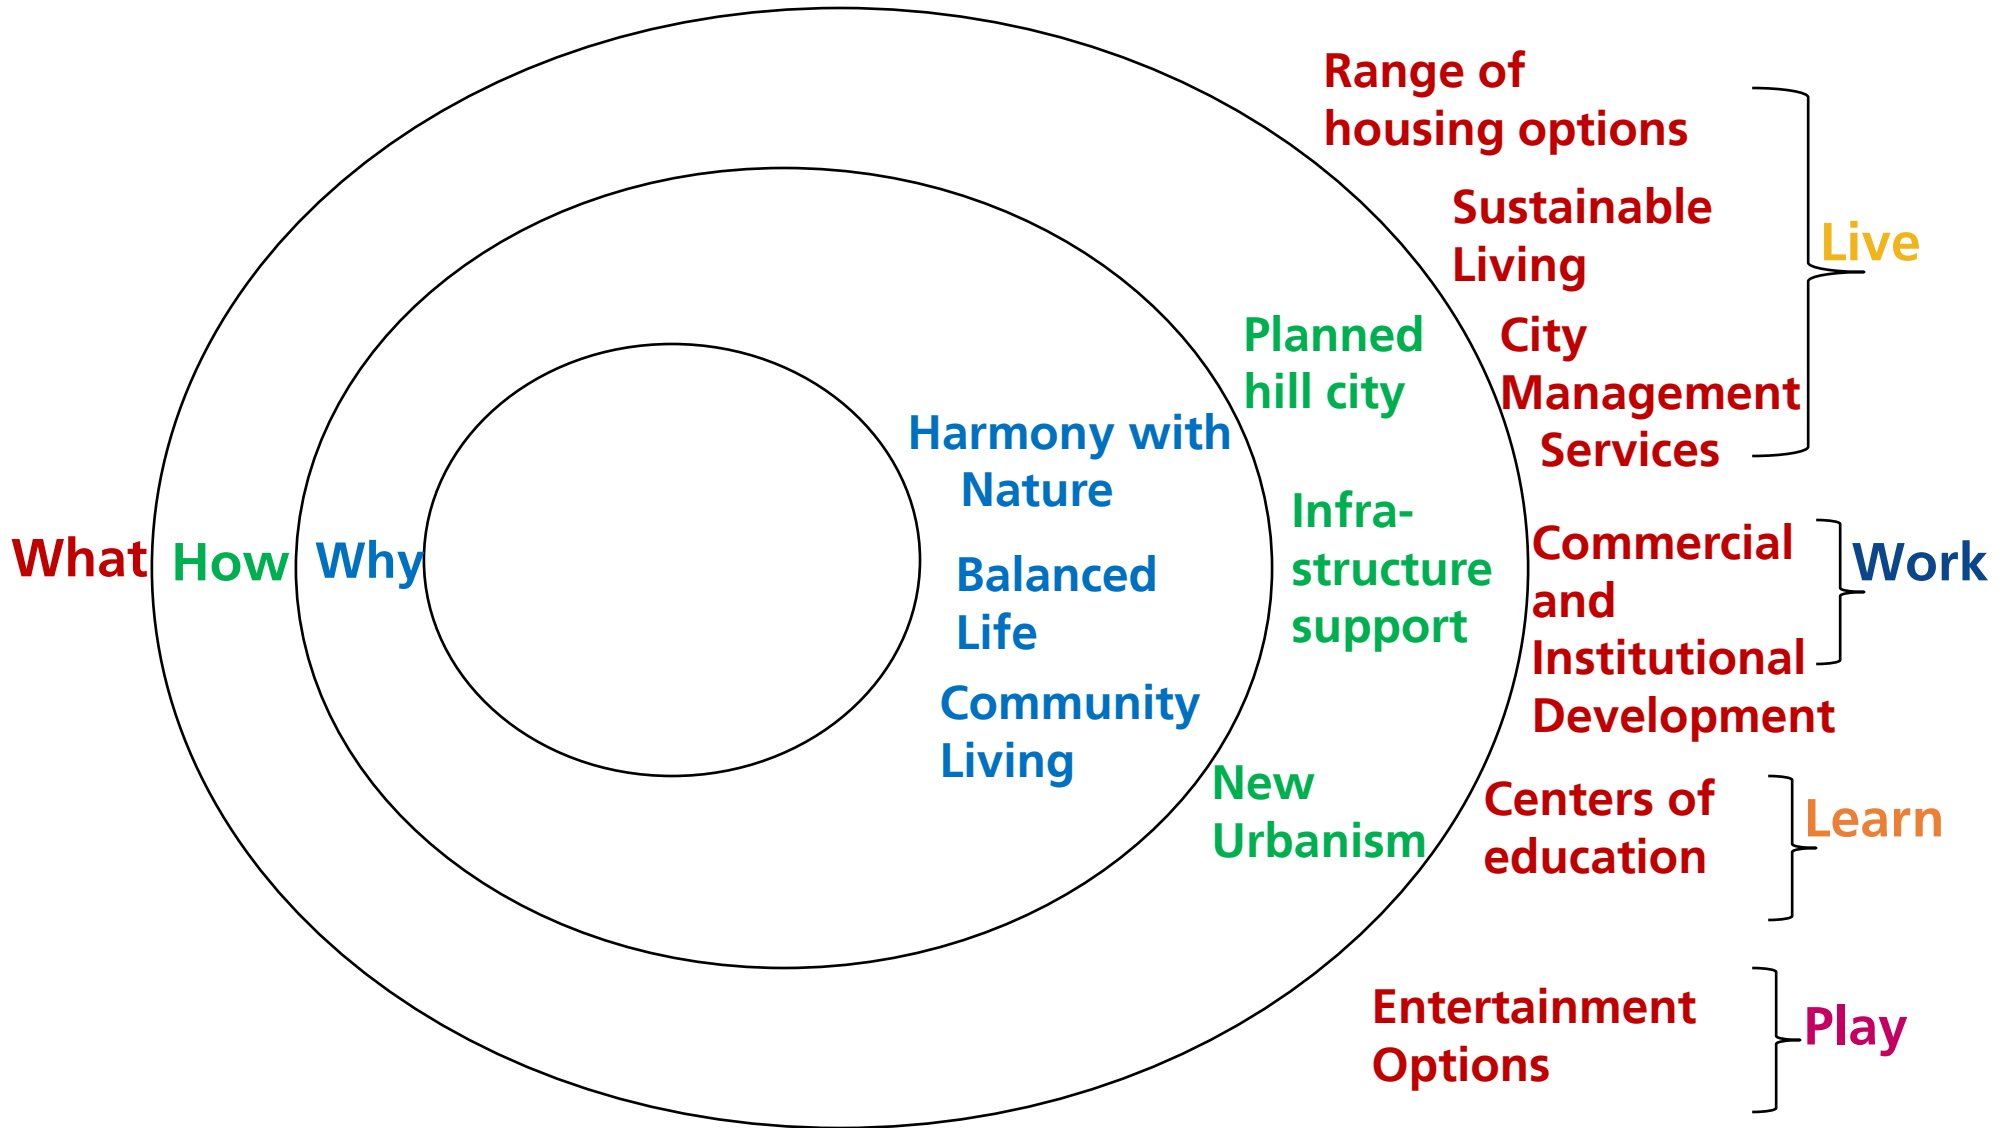 What
How
Why
Harmony with
Nature
Balanced
Life
Community
Living
Planned
hill city
Infra-
structure
support
New
Urbanism
Range of
housing options
Sustainable
Living
City
Management
Services
Live
Commercial
and
Institutional
Development
Work
Centers of
education
Learn
Entertainment
Options
Play